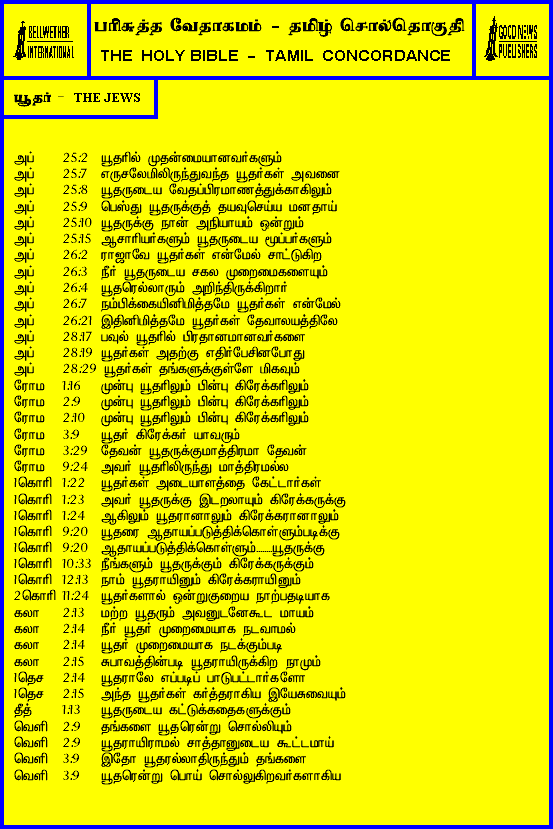 BELLWETHER
INTERNATIONAL
பரிசுத்த வேதாகமம் - தமிழ் சொல்தொகுதி
THE HOLY BIBLE - TAMIL CONCORDANCE
GOOD NEWS
PUBLISHERS
யூதர் - THE JEWS
அப் 25:2 யூதரில் முதன்மையானவர்களும்
அப் 25:7 எருசலேமிலிருந்துவந்த யூதர்கள் அவனை
அப் 25:8 யூதருடைய வேதப்பிரமாணத்துக்காகிலும்
அப் 25:9 பெஸ்து யூதருக்குத் தயவுசெய்ய மனதாய்
அப் 25:10 யூதருக்கு நான் அநியாயம் ஒன்றும்
அப் 25:15 ஆசாரியர்களும் யூதருடைய மூப்பர்களும்
அப் 26:2 ராஜாவே யூதர்கள் என்மேல் சாட்டுகிற
அப் 26:3 நீர் யூதருடைய சகல முறைமைகளையும்
அப் 26:4 யூதரெல்லாரும் அறிந்திருக்கிறார்
அப் 26:7 நம்பிக்கையினிமித்தமே யூதர்கள் என்மேல்
அப் 26:21 இதினிமித்தமே யூதர்கள் தேவாலயத்திலே
அப் 28:17 பவுல் யூதரில் பிரதானமானவர்களை
அப் 28:19 யூதர்கள் அதற்கு எதிர்பேசினபோது
அப் 28:29 யூதர்கள் தங்களுக்குள்ளே மிகவும்
ரோம 1:16 முன்பு யூதரிலும் பின்பு கிரேக்கரிலும்
ரோம 2:9 முன்பு யூதரிலும் பின்பு கிரேக்கரிலும்
ரோம 2:10 முன்பு யூதரிலும் பின்பு கிரேக்கரிலும்
ரோம 3:9 யூதர் கிரேக்கர் யாவரும்
ரோம 3:29 தேவன் யூதருக்குமாத்திரமா தேவன்
ரோம 9:24 அவர் யூதரிலிருந்து மாத்திரமல்ல
1கொரி 1:22 யூதர்கள் அடையாளத்தை கேட்டார்கள்
1கொரி 1:23 அவர் யூதருக்கு இடறலாயும் கிரேக்கருக்கு
1கொரி 1:24 ஆகிலும் யூதரானாலும் கிரேக்கரானாலும்
1கொரி 9:20 யூதரை ஆதாயப்படுத்திக்கொள்ளும்படிக்கு
1கொரி 9:20 ஆதாயப்படுத்திக்கொள்ளும்.......யூதருக்கு
1கொரி 10:33 நீங்களும் யூதருக்கும் கிரேக்கருக்கும்
1கொரி 12:13 நாம் யூதராயினும் கிரேக்கராயினும்
2கொரி 11:24 யூதர்களால் ஒன்றுகுறைய நாற்பதடியாக
கலா 2:13 மற்ற யூதரும் அவனுடனேகூட மாயம்
கலா 2:14 நீர் யூதர் முறைமையாக நடவாமல்
கலா 2:14 யூதர் முறைமையாக நடக்கும்படி
கலா 2:15 சுபாவத்தின்படி யூதராயிருக்கிற நாமும்
1தெச 2:14 யூதராலே எப்படிப் பாடுபட்டார்களோ
1தெச 2:15 அந்த யூதர்கள் கர்த்தராகிய இயேசுவையும்
தீத் 1:13 யூதருடைய கட்டுக்கதைகளுக்கும்
வெளி 2:9 தங்களை யூதரென்று சொல்லியும்
வெளி 2:9 யூதராயிராமல் சாத்தானுடைய கூட்டமாய்
வெளி 3:9 இதோ யூதரல்லாதிருந்தும் தங்களை
வெளி 3:9 யூதரென்று பொய் சொல்லுகிறவர்களாகிய